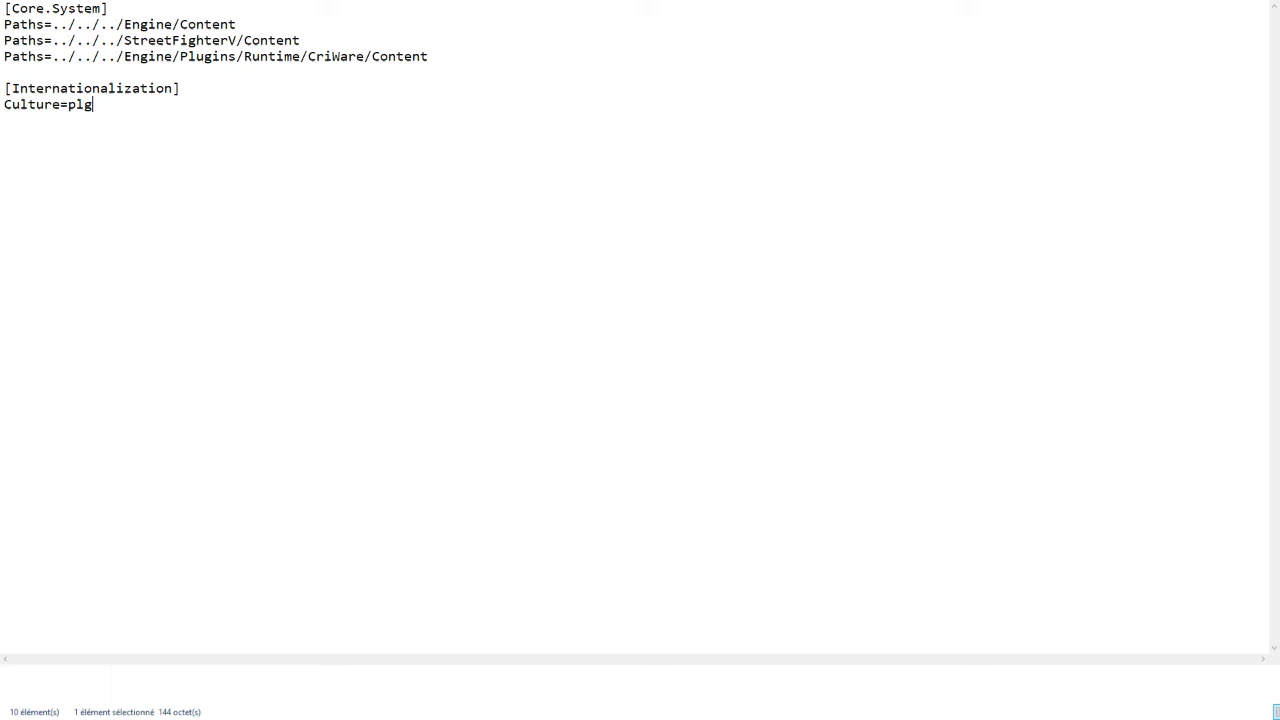 [Core.System]
Paths=../../../Engine/Content
Paths=../../../StreetFighterV/Content
Paths=../../../Engine/Plugins/Runtime/CriWare/Content
[Internationalization]
Culture=plg
10 élément(s) 1 élément sélectionné 144 octet(s)